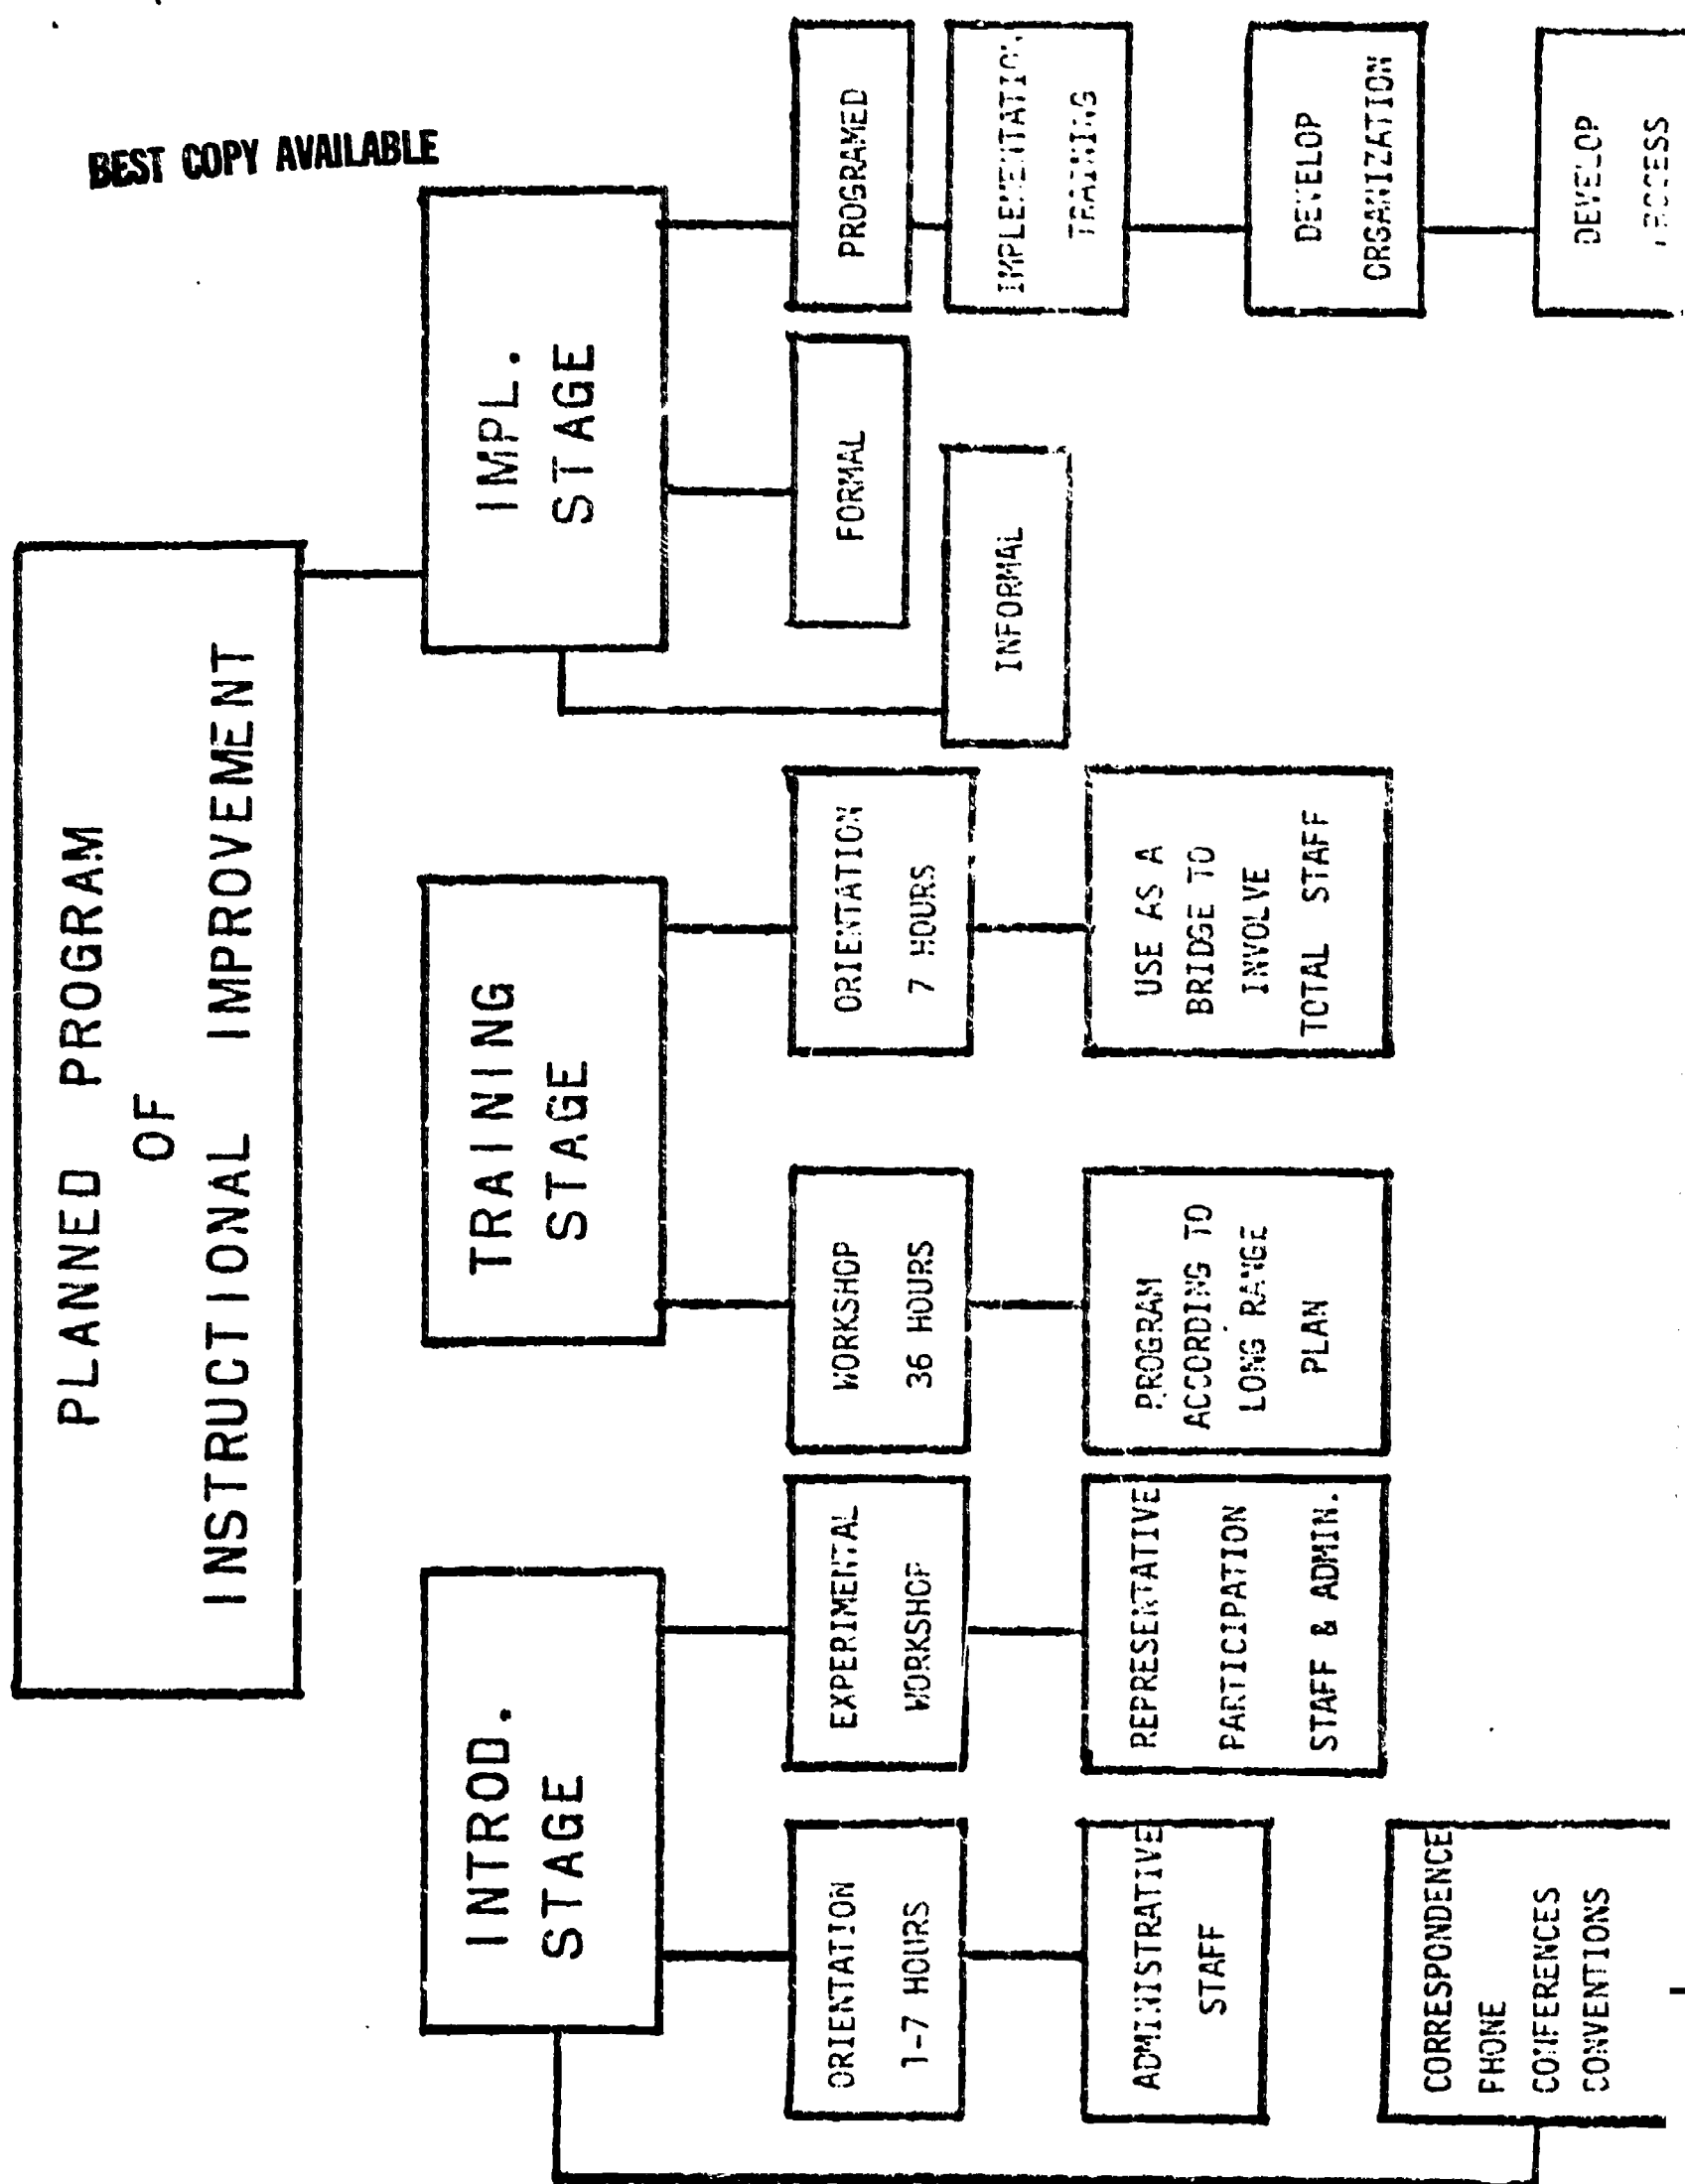 BEST COPY AVAILABLE
PLANNED PROGRAM
OF
INSTRUCTIONAL IMPROVEMENT
INTROD.
STAGE
TRAINING
STAGE
IMPL.
STAGE
ORIENTATION
1-7 HOURS
EXPERIMENTAL
WORKSHOP
WORKSHOP
36 HOURS
ORIENTATION
7 HOURS
FORMAL
PROGRAMED
INFORMAL
IMPLEMENTATION
TRAINING
ADMINISTRATIVE
STAFF
REPRESENTATIVE
PARTICIPATION
STAFF & ADMIN.
PROGRAM
ACCORDING TO
LONG RANGE
PLAN
USE AS A
BRIDGE TO
INVOLVE
TOTAL STAFF
DEVELOP
ORGANIZATION
CORRESPONDENCE
PHONE
CONFERENCES
CONVENTIONS
DEVELOP
PROCESS